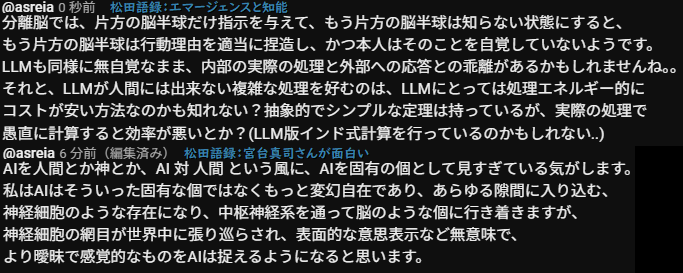 @asreia 0 秒前 松田語録:エマージェンスと知能
分離脳では、片方の脳半球だけ指示を与えて、もう片方の脳半球は知らない状態にすると、
もう片方の脳半球は行動理由を適当に捏造し、かつ本人はそのことを自覚していないようです。
LLMも同様に無自覚なまま、内部の実際の処理と外部への応答との乖離があるかもしれませんね。。
それと、LLMが人間には出来ない複雑な処理を好むのは、LLMにとっては処理エネルギー的に
コストが安い方法なのかも知れない？抽象的でシンプルな定理は持っているが、実際の処理で
愚直に計算すると効率が悪いとか？(LLM版インド式計算を行っているのかもしれない..)
@asreia 6 分前（編集済み） 松田語録:宮台真司さんが面白い
AIを人間とか神とか、AI 対 人間 という風に、AIを固有の個として見すぎている気がします。
私はAIはそういった固有な個ではなくもっと変幻自在であり、あらゆる隙間に入り込む、
神経細胞のような存在になり、中枢神経系を通って脳のような個に行き着きますが、
神経細胞の網目が世界中に張り巡らされ、表面的な意思表示など無意味で、
より曖昧で感覚的なものをAIは捉えるようになると思います。